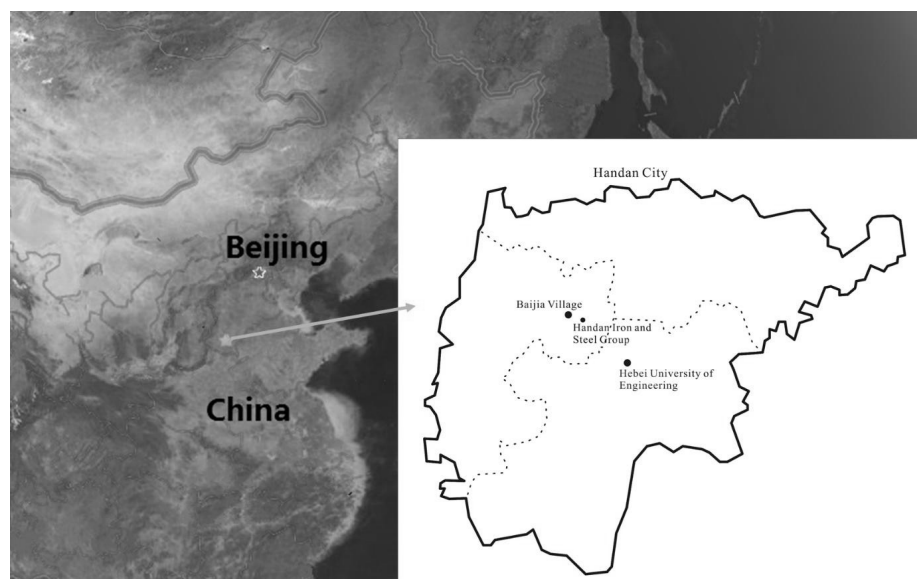 Beijing
China
Handan City
Baijia Village
Handan Iron and
Steel Group
Hebei University of
Engineering